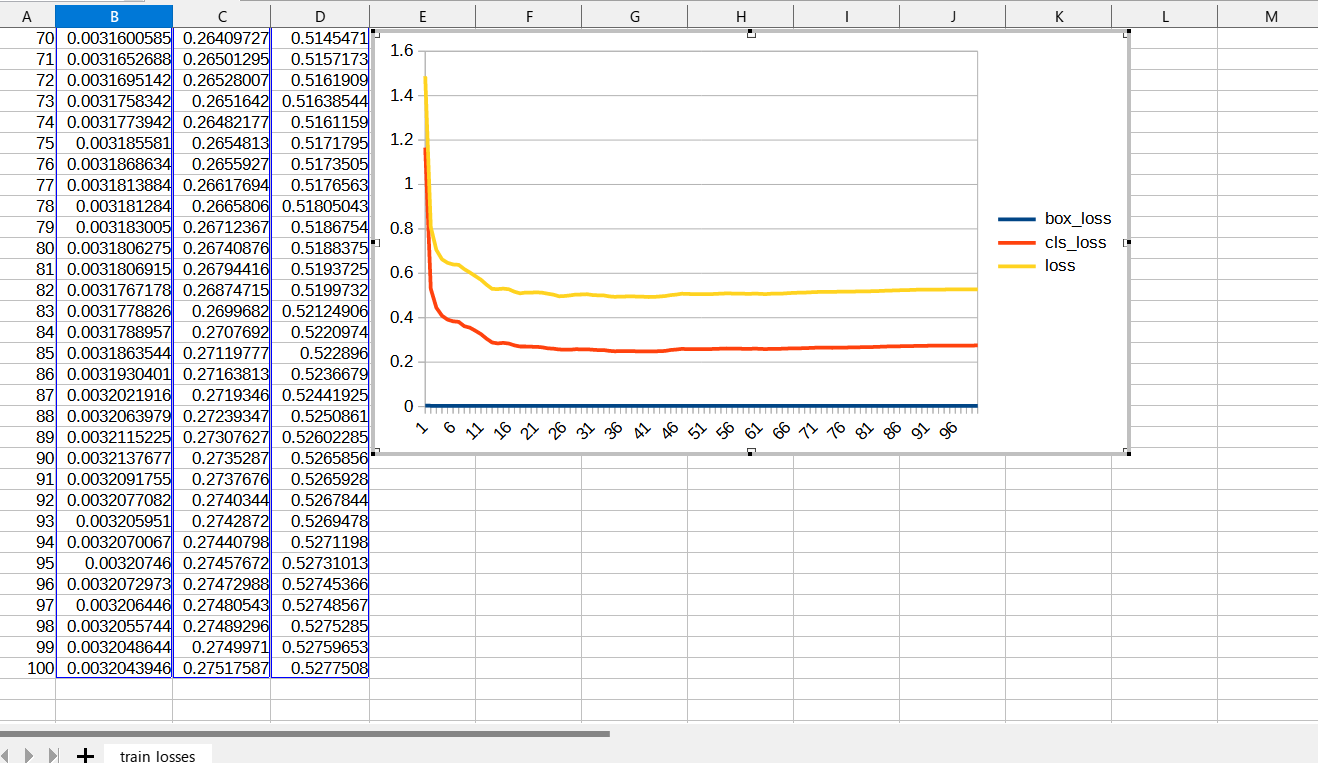 A B C D E F G H I J K L M
70 0.0031600585 0.26409727 0.5145471
71 0.0031652688 0.26501295 0.5157173
72 0.0031695142 0.26528007 0.5161909
73 0.0031758342 0.2651642 0.51638544
74 0.0031773942 0.26482177 0.5161159
75 0.003185581 0.2654813 0.5171795
76 0.0031868634 0.2655927 0.5173505
77 0.0031813884 0.26617694 0.5176563
78 0.003181284 0.2665806 0.51805043
79 0.003183005 0.26712367 0.5186754
80 0.0031806275 0.26740876 0.5188375
81 0.0031806915 0.26794416 0.5193725
82 0.0031767178 0.26874715 0.5199732
83 0.0031778826 0.2699682 0.52124906
84 0.0031788957 0.2707692 0.5220974
85 0.0031863544 0.27119777 0.522896
86 0.0031930401 0.27163813 0.5236679
87 0.0032021916 0.2719346 0.52441925
88 0.0032063979 0.27239347 0.5250861
89 0.0032115225 0.27307627 0.52602285
90 0.0032137677 0.2735287 0.5265856
91 0.0032091755 0.2737676 0.5265928
92 0.0032077082 0.2740344 0.5267844
93 0.003205951 0.2742872 0.5269478
94 0.0032070067 0.27440798 0.5271198
95 0.00320746 0.27457672 0.52731013
96 0.0032072973 0.27472988 0.52745366
97 0.003206446 0.27480543 0.52748567
98 0.0032055744 0.27489296 0.5275285
99 0.0032048644 0.2749971 0.52759653
100 0.0032043946 0.27517587 0.5277508
1.6
1.4
1.2
1
0.8
0.6
0.4
0.2
0
1 6 11 16 21 26 31 36 41 46 51 56 61 66 71 76 81 86 91 96
box_loss
cls_loss
loss
train losses